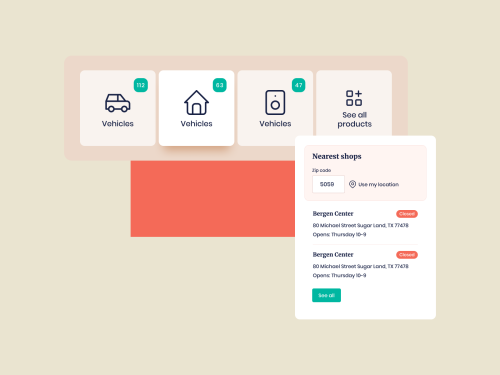 112
Vehicles
63
Vehicles
47
Vehicles
See all
products
Nearest shops
Zip code
5059
Use my location
Bergen Center
Closed
80 Michael Street Sugar Land, TX 77478
Opens: Thursday 10-9
Bergen Center
Closed
80 Michael Street Sugar Land, TX 77478
Opens: Thursday 10-9
See all